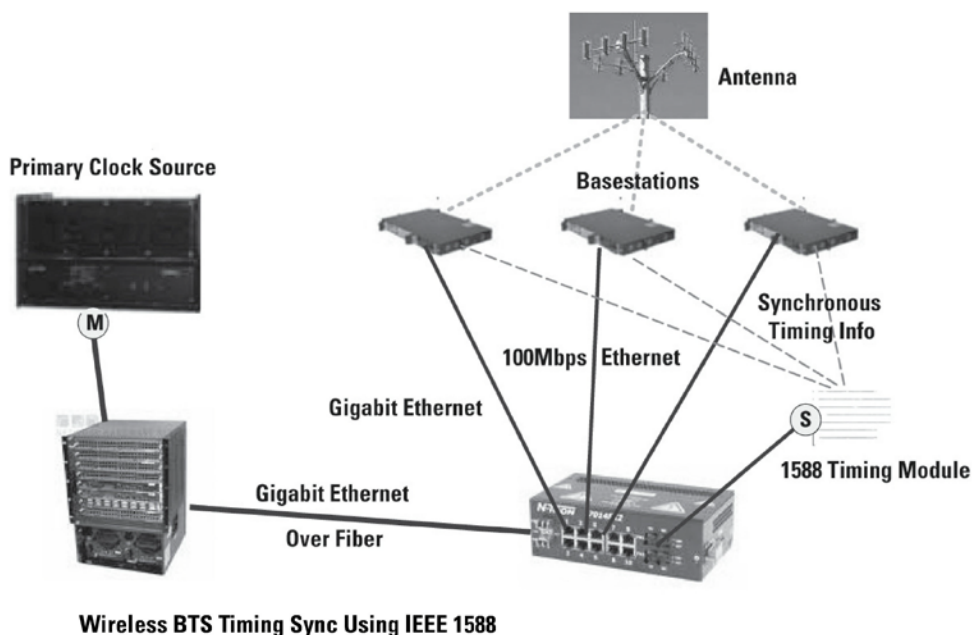 Antenna
Primary Clock Source
Basestations
M
Synchronous
Timing Info
100Mbps Ethernet
Gigabit Ethernet
S
1588 Timing Module
Gigabit Ethernet
Over Fiber
N-TRON
Wireless BTS Timing Sync Using IEEE 1588